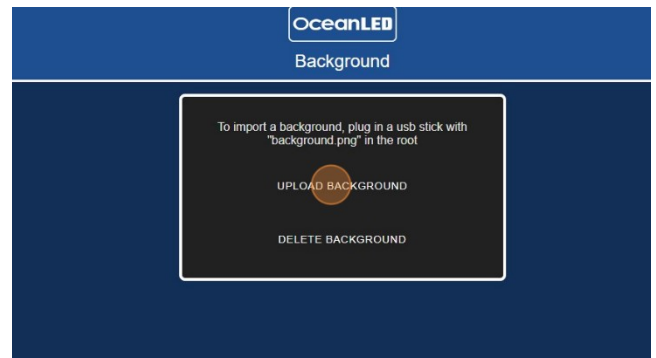 OceanLED
Background
To import a background, plug in a usb stick with
"background.png" in the root
UPLOAD BACKGROUND
DELETE BACKGROUND